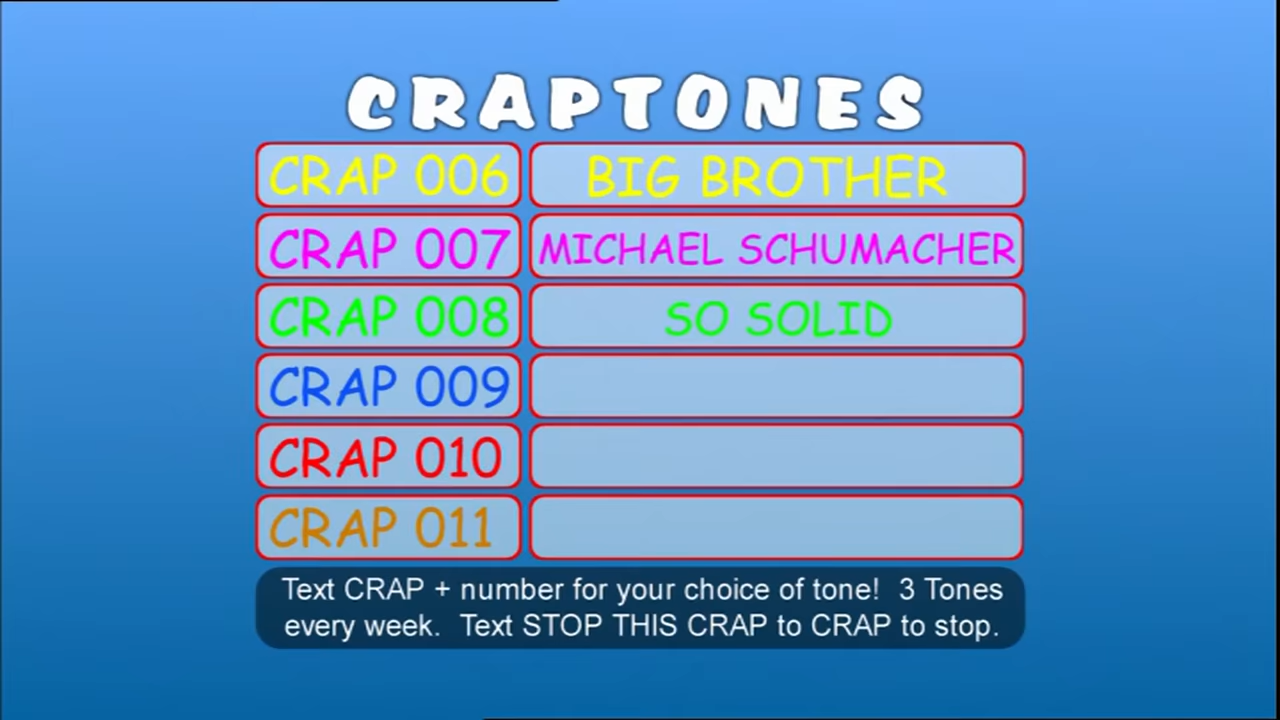 CRAPTONES
CRAP 006 BIG BROTHER
CRAP 007 MICHAEL SCHUMACHER
CRAP 008 SO SOLID
CRAP 009
CRAP 010
CRAP 011
Text CRAP + number for your choice of tone! 3 Tones
every week. Text STOP THIS CRAP to CRAP to stop.